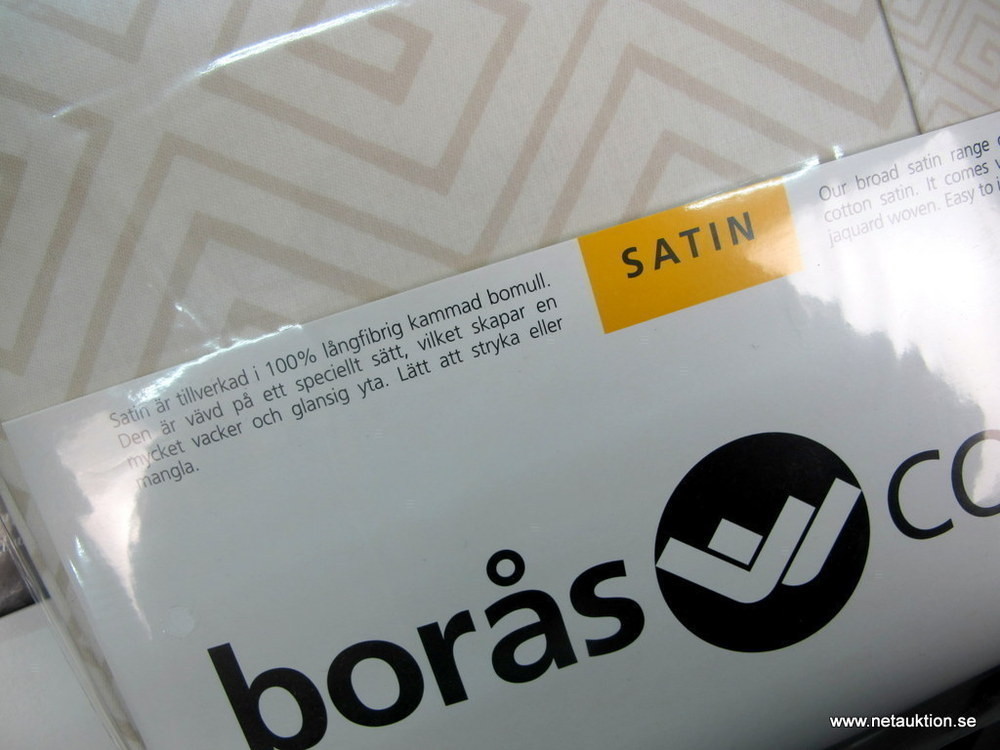 Satin är tillverkad i 100% långfibrig kammad bomull.
Den är vävd på ett speciellt sätt, vilket skapar en
mycket vacker och glansig yta. Lätt att stryka eller
mangla.
SATIN
Our broad satin range
cotton satin. It comes
jaquard woven. Easy to
borås co
www.netauktion.se